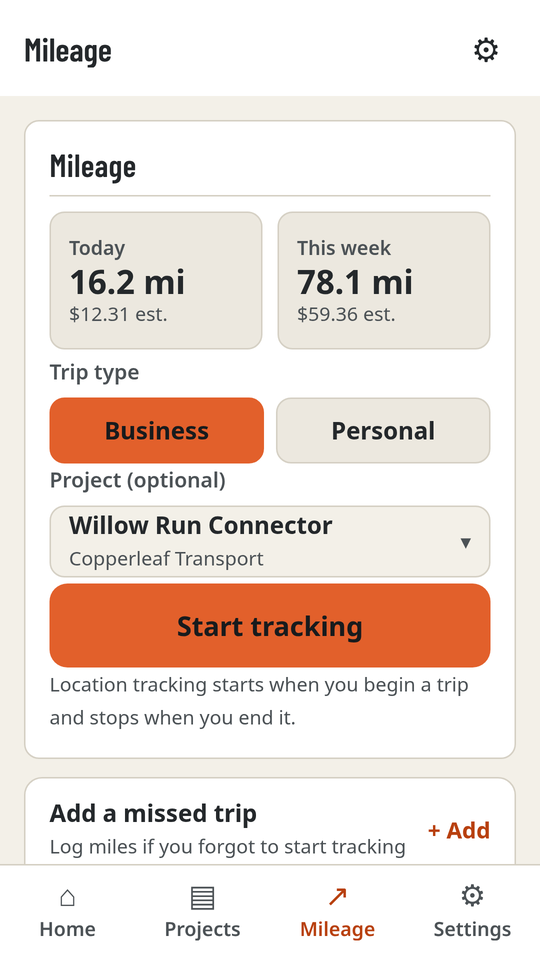 Mileage
Mileage
Today
16.2 mi
$12.31 est.
This week
78.1 mi
$59.36 est.
Trip type
Business
Personal
Project (optional)
Willow Run Connector
Copperleaf Transport
Start tracking
Location tracking starts when you begin a trip
and stops when you end it.
Add a missed trip
Log miles if you forgot to start tracking
+ Add
Home
Projects
Mileage
Settings